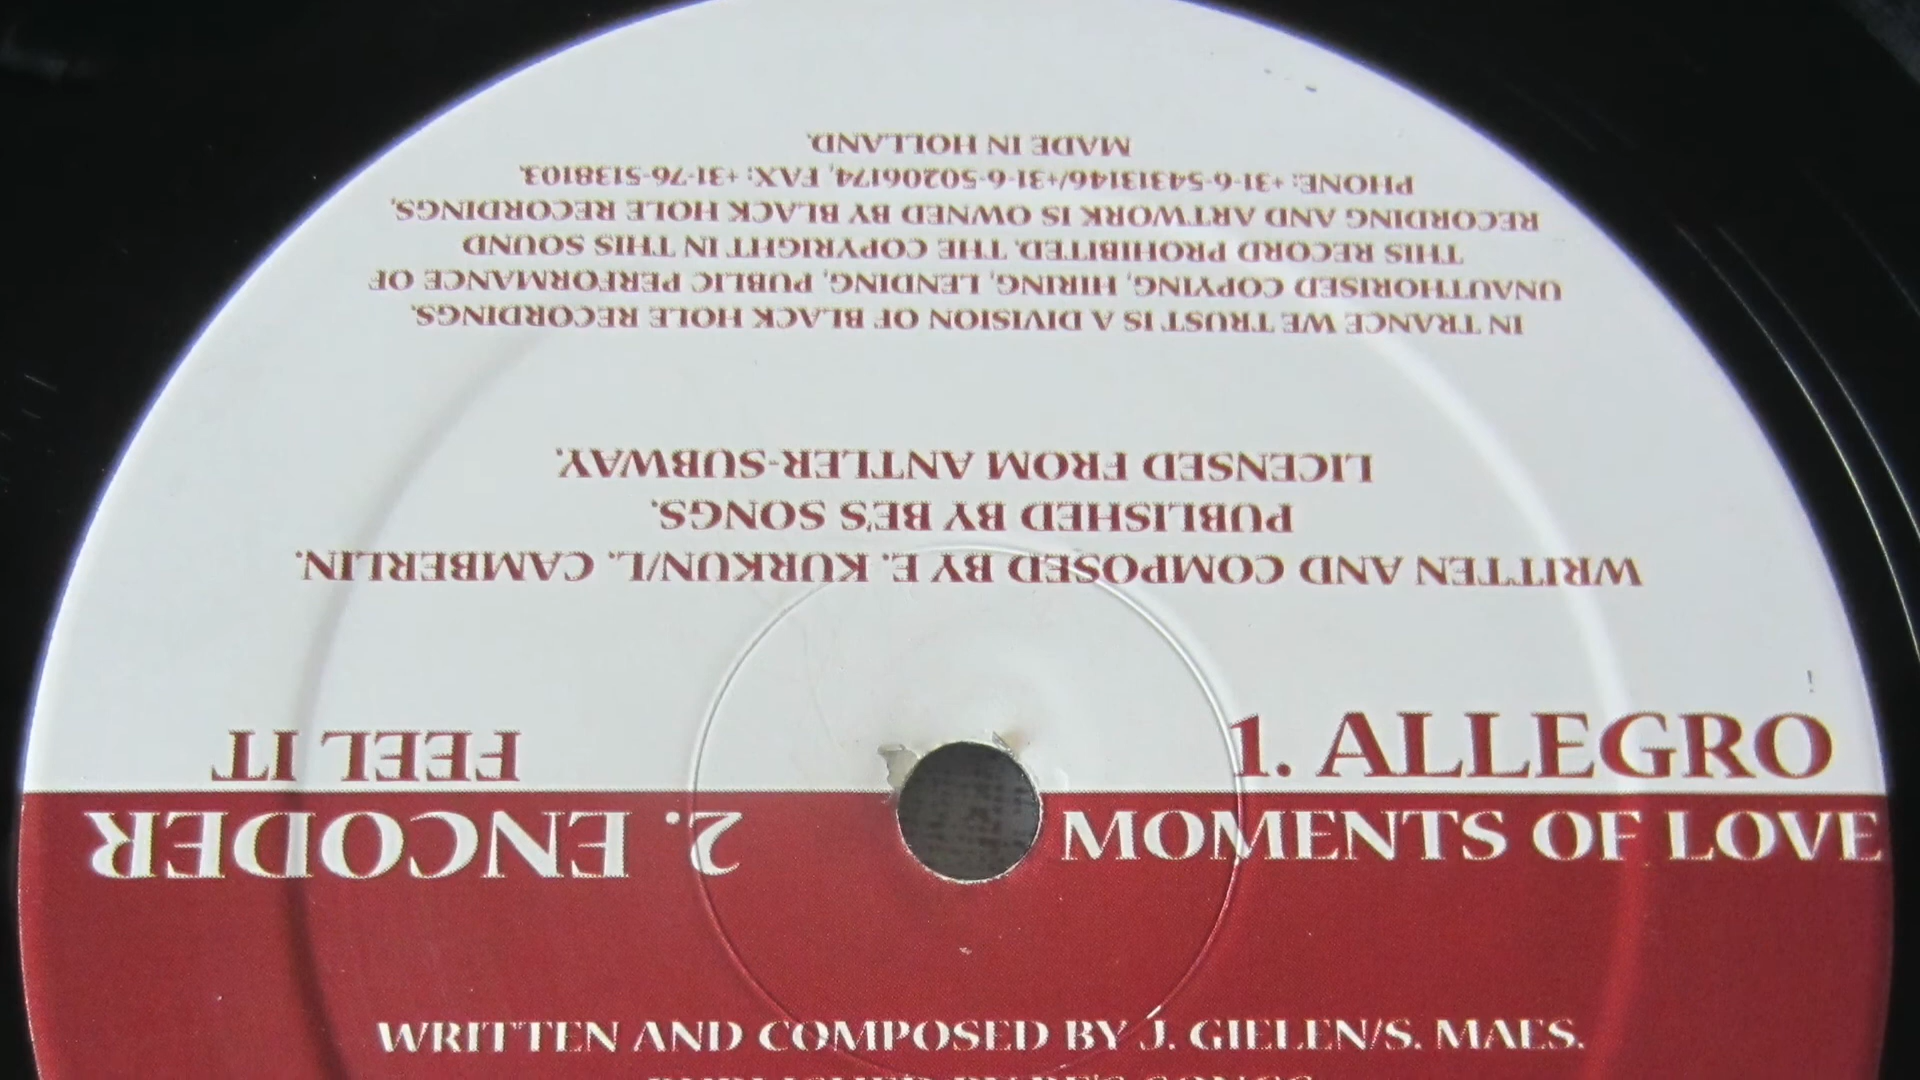 1. ALLEGRO
MOMENTS OF LOVE
WRITTEN AND COMPOSED BY J. GIELEN/S. MAES.
2. ENCODER
FEEL IT
WRITTEN AND COMPOSED BY E. KURKUN/L. CAMBERLIN.
PUBLISHED BY BE'S SONGS.
LICENSED FROM ANTLER-SUBWAY.
IN TRANCE WE TRUST IS A DIVISION OF BLACK HOLE RECORDINGS.
UNAUTHORISED COPYING, HIRING, LENDING, PUBLIC PERFORMANCE OF
THIS RECORD PROHIBITED. THE COPYRIGHT IN THIS SOUND
RECORDING AND ARTWORK IS OWNED BY BLACK HOLE RECORDINGS.
PHONE: +31-6-54313146/+31-6-50206174, FAX: +31-76-5138103.
MADE IN HOLLAND.